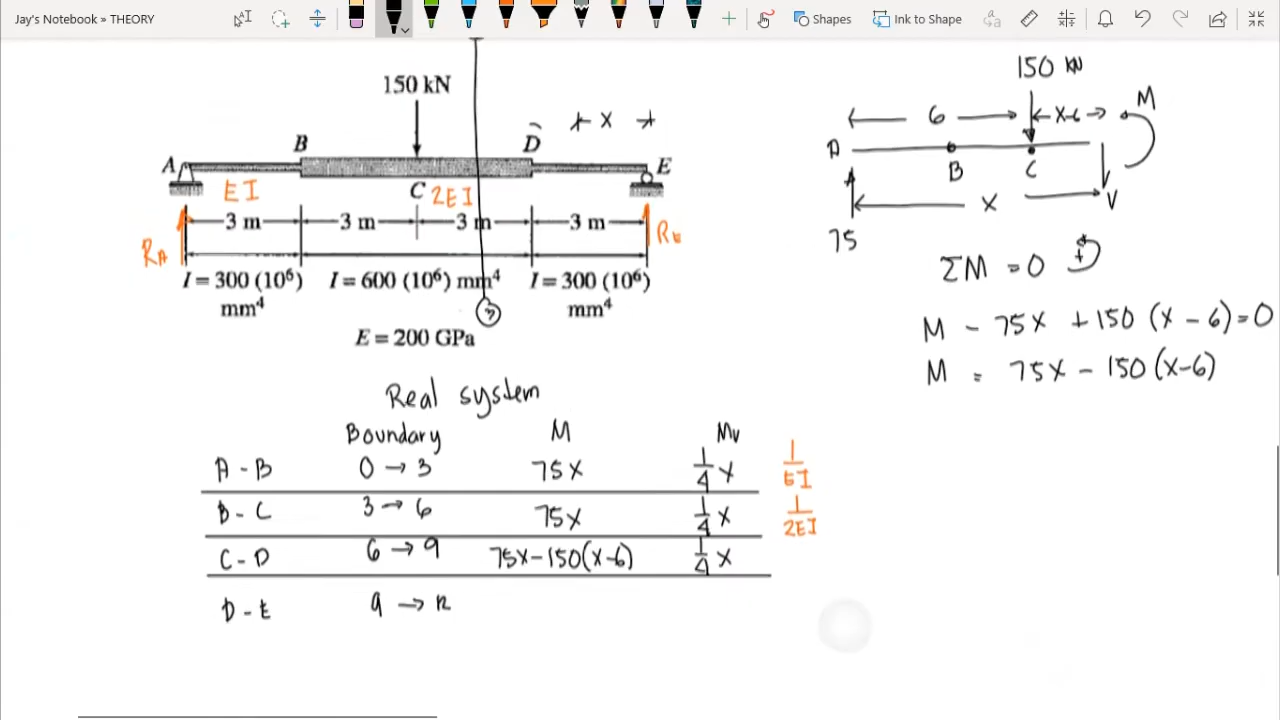 Jay's Notebook » THEORY
Shapes
Ink to Shape
150 kN
x
A
B
D
E
EI
C
2EI
RA
3 m
3 m
3 m
3 m
RE
I = 300 (10⁶)
mm⁴
I = 600 (10⁶) mm⁴
I = 300 (10⁶)
mm⁴
3
E = 200 GPa
150 kN
6
x-6
M
A
B
C
V
x
75
ΣM = 0
+
M - 75x + 150 (x - 6) = 0
M = 75x - 150 (x-6)
Real system
Boundary M Mv
A - B 0 → 3 75x 1/4 x 1/EI
B - C 3 → 6 75x 1/4 x 1/2EI
C - D 6 → 9 75x-150(x-6) 1/4 x
D - E 9 → 12